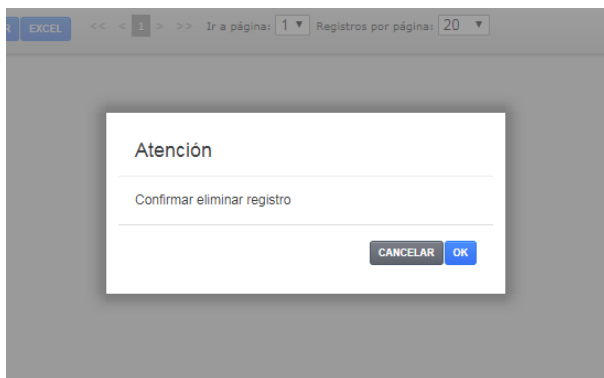 R EXCEL << < 1 > >> Ir a página: 1 Registros por página: 20
Atención
Confirmar eliminar registro
CANCELAR OK